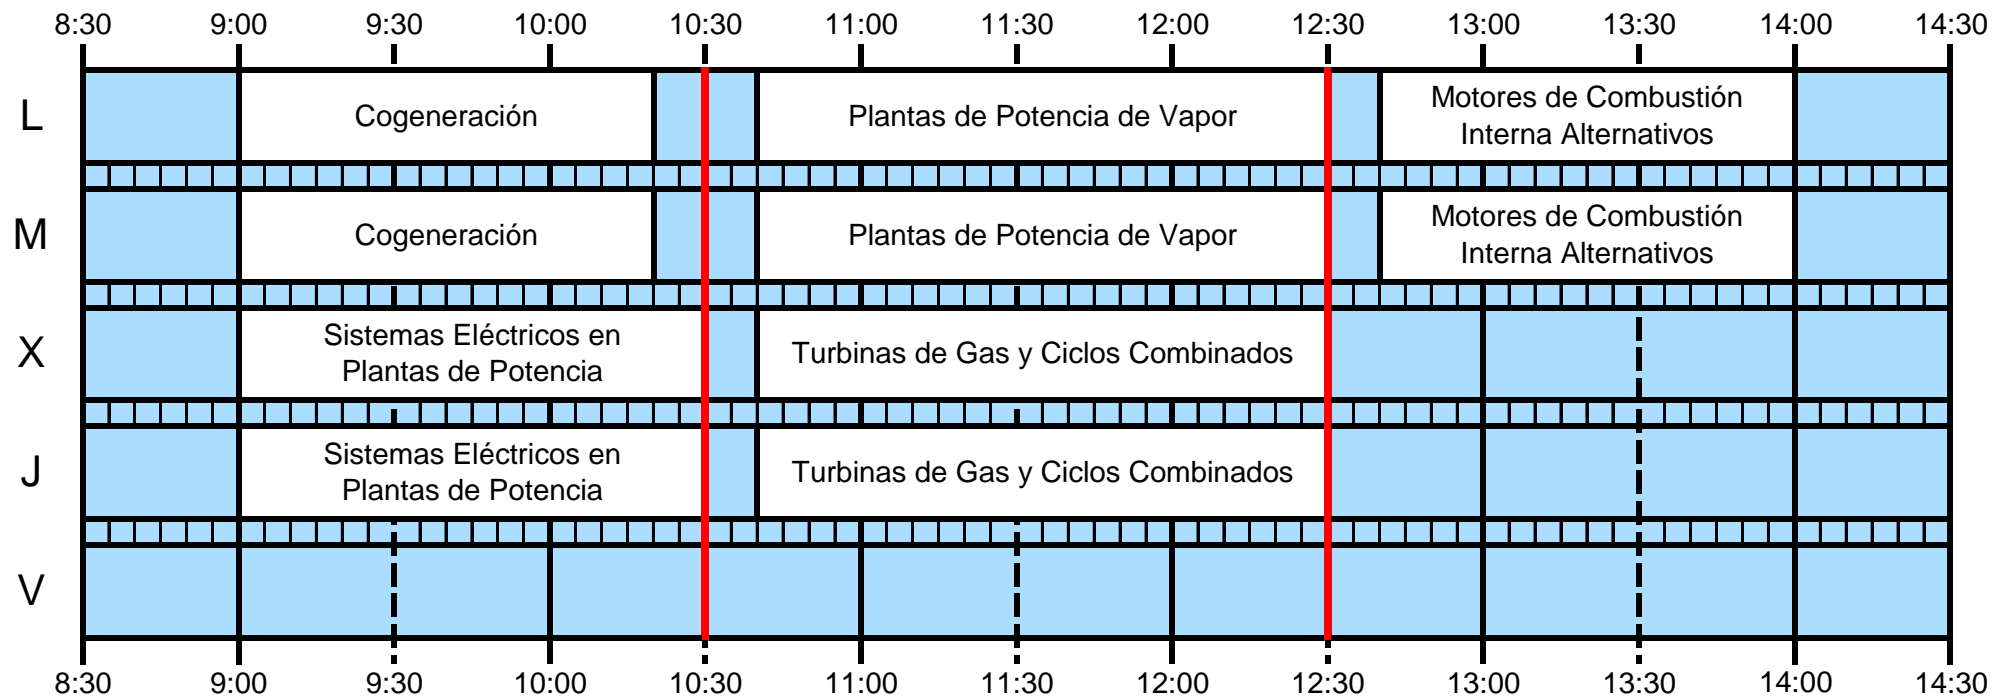 8:30 9:00 9:30 10:00 10:30 11:00 11:30 12:00 12:30 13:00 13:30 14:00 14:30
L Cogeneración Plantas de Potencia de Vapor Motores de Combustión
Interna Alternativos
M Cogeneración Plantas de Potencia de Vapor Motores de Combustión
Interna Alternativos
X Sistemas Eléctricos en
Plantas de Potencia Turbinas de Gas y Ciclos Combinados
J Sistemas Eléctricos en
Plantas de Potencia Turbinas de Gas y Ciclos Combinados
V
8:30 9:00 9:30 10:00 10:30 11:00 11:30 12:00 12:30 13:00 13:30 14:00 14:30